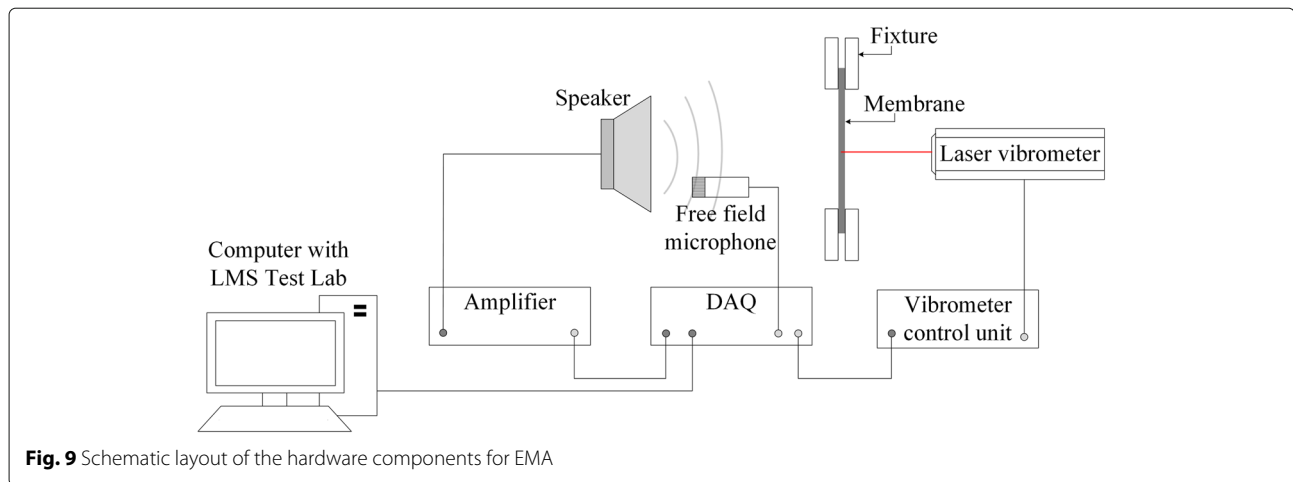 Fixture
Speaker
Membrane
Laser vibrometer
Free field
microphone
Computer with
LMS Test Lab
Amplifier
DAQ
Vibrometer
control unit
Fig. 9 Schematic layout of the hardware components for EMA